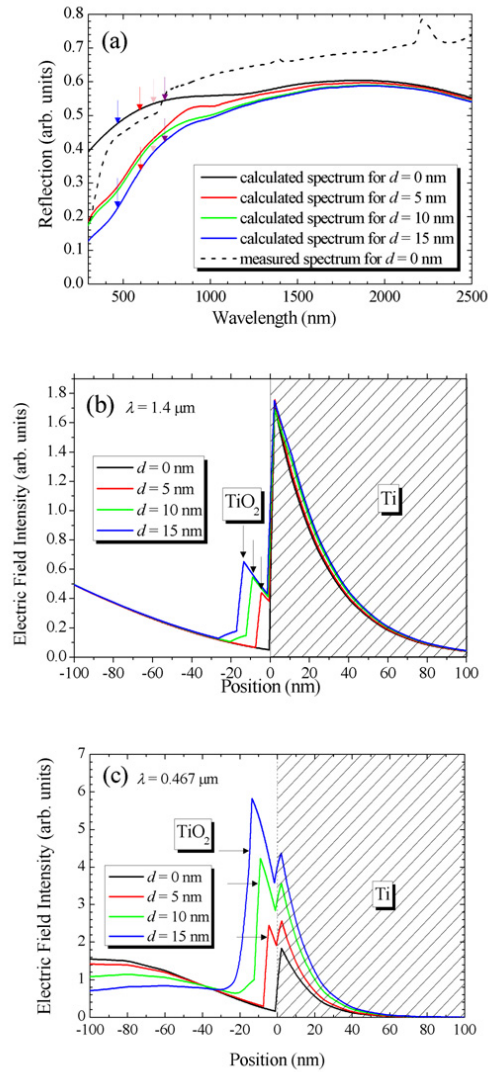 (a)
Reflection (arb. units)
0.8
0.7
0.6
0.5
0.4
0.3
0.2
0.1
0.0
calculated spectrum for d = 0 nm
calculated spectrum for d = 5 nm
calculated spectrum for d = 10 nm
calculated spectrum for d = 15 nm
measured spectrum for d = 0 nm
500 1000 1500 2000 2500
Wavelength (nm)
(b)
λ = 1.4 μm
Electric Field Intensity (arb. units)
1.8
1.6
1.4
1.2
1.0
0.8
0.6
0.4
0.2
0.0
d = 0 nm
d = 5 nm
d = 10 nm
d = 15 nm
TiO2
Ti
-100 -80 -60 -40 -20 0 20 40 60 80 100
Position (nm)
(c)
λ = 0.467 μm
Electric Field Intensity (arb. units)
7
6
5
4
3
2
1
0
TiO2
d = 0 nm
d = 5 nm
d = 10 nm
d = 15 nm
Ti
-100 -80 -60 -40 -20 0 20 40 60 80 100
Position (nm)